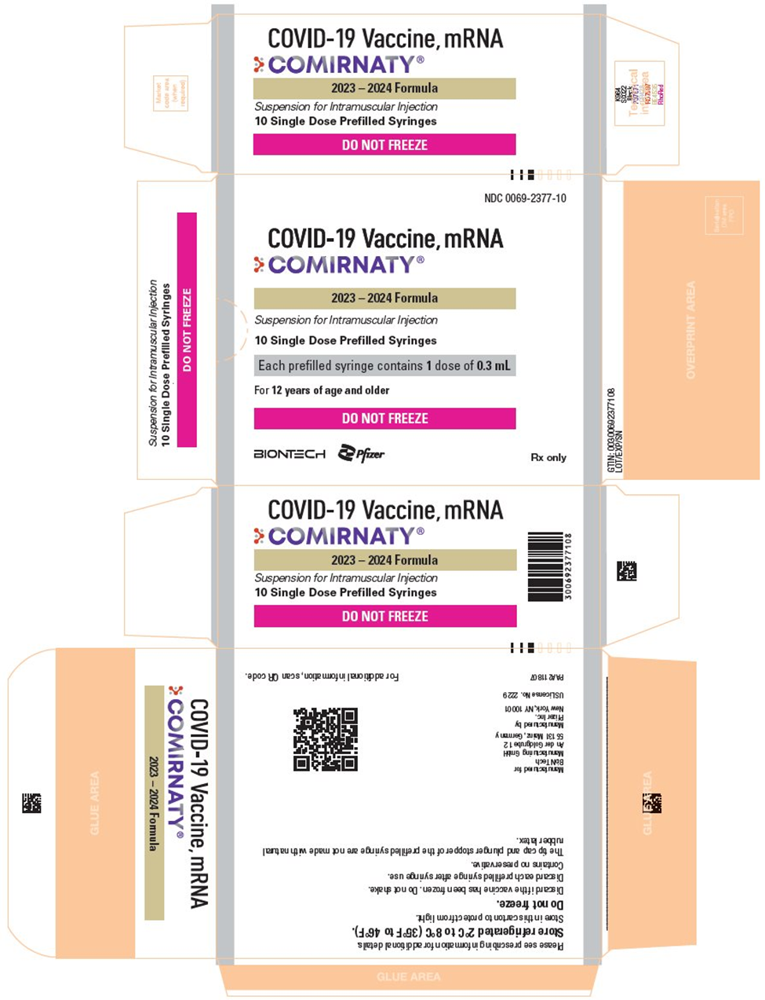 COVID-19 Vaccine, mRNA
COMIRNATY®
2023 – 2024 Formula
Suspension for Intramuscular Injection
10 Single Dose Prefilled Syringes
DO NOT FREEZE
Market
code area
(when
required)
K964
S0022
Black
RhoRed
NDC 0069-2377-10
COVID-19 Vaccine, mRNA
COMIRNATY®
2023 – 2024 Formula
Suspension for Intramuscular Injection
10 Single Dose Prefilled Syringes
Each prefilled syringe contains 1 dose of 0.3 mL
For 12 years of age and older
DO NOT FREEZE
BIONTECH Pfizer
Rx only
Suspension for Intramuscular Injection
10 Single Dose Prefilled Syringes
DO NOT FREEZE
GTIN: 00300692377108
LOT/EXP/SN
OVERPRINT AREA
COVID-19 Vaccine, mRNA
COMIRNATY®
2023 – 2024 Formula
Suspension for Intramuscular Injection
10 Single Dose Prefilled Syringes
DO NOT FREEZE
300692377108
COVID-19 Vaccine, mRNA
COMIRNATY®
2023 – 2024 Formula
GLUE AREA
Please see prescribing information for additional details.
Store refrigerated 2°C to 8°C (35°F to 46°F).
Store in this carton to protect from light.
Do not freeze.
Discard if the vaccine has been frozen. Do not shake.
Discard each prefilled syringe after syringe use.
Contains no preservative.
The tip cap and plunger stopper of the prefilled syringe are not made with natural
rubber latex.
Manufactured for
BioNTech
Manufacturing GmbH
An der Goldgrube 12
55131 Mainz, Germany
Manufactured by
Pfizer Inc.
New York, NY 10001
US License No. 2229
PAA211807
For additional information, scan QR code.
GLUE AREA
GLUE AREA